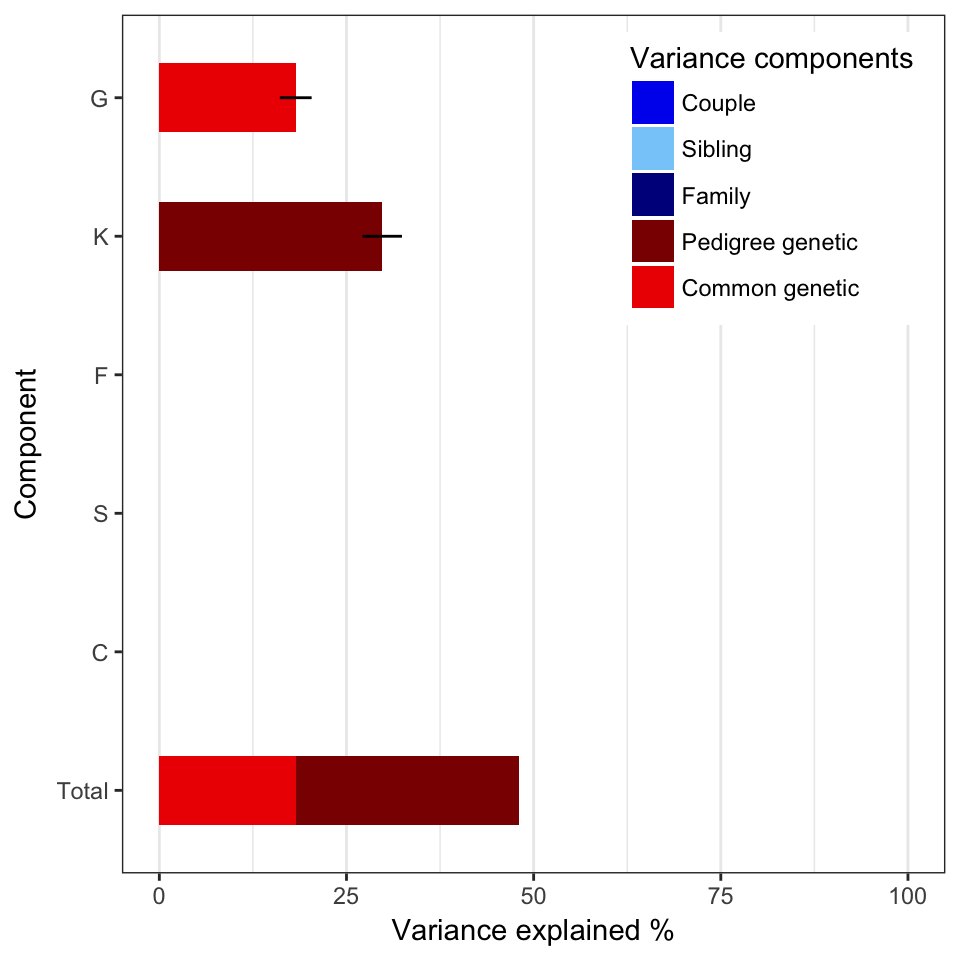 Variance components
Couple
Sibling
Family
Pedigree genetic
Common genetic
G
K
F
S
C
Total
Component
0 25 50 75 100
Variance explained %